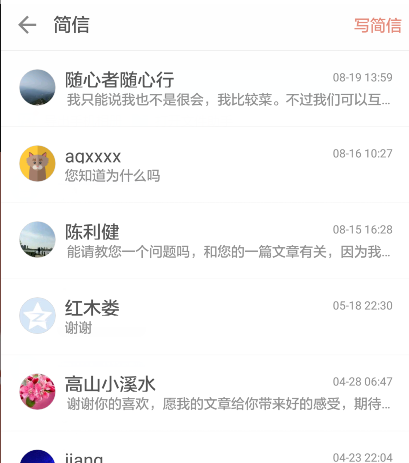 简信
写简信
随心者随心行
08-19 13:59
我只能说我也不是很会，我比较菜。不过我们可以互...
aqxxxx
08-16 10:27
您知道为什么吗
陈利健
08-15 16:28
能请教您一个问题吗，和您的一篇文章有关，因为我...
红木娄
05-18 22:30
谢谢
高山小溪水
04-28 06:47
谢谢你的喜欢，愿我的文章给你带来好的感受，期待...
jiang
04-23 22:04